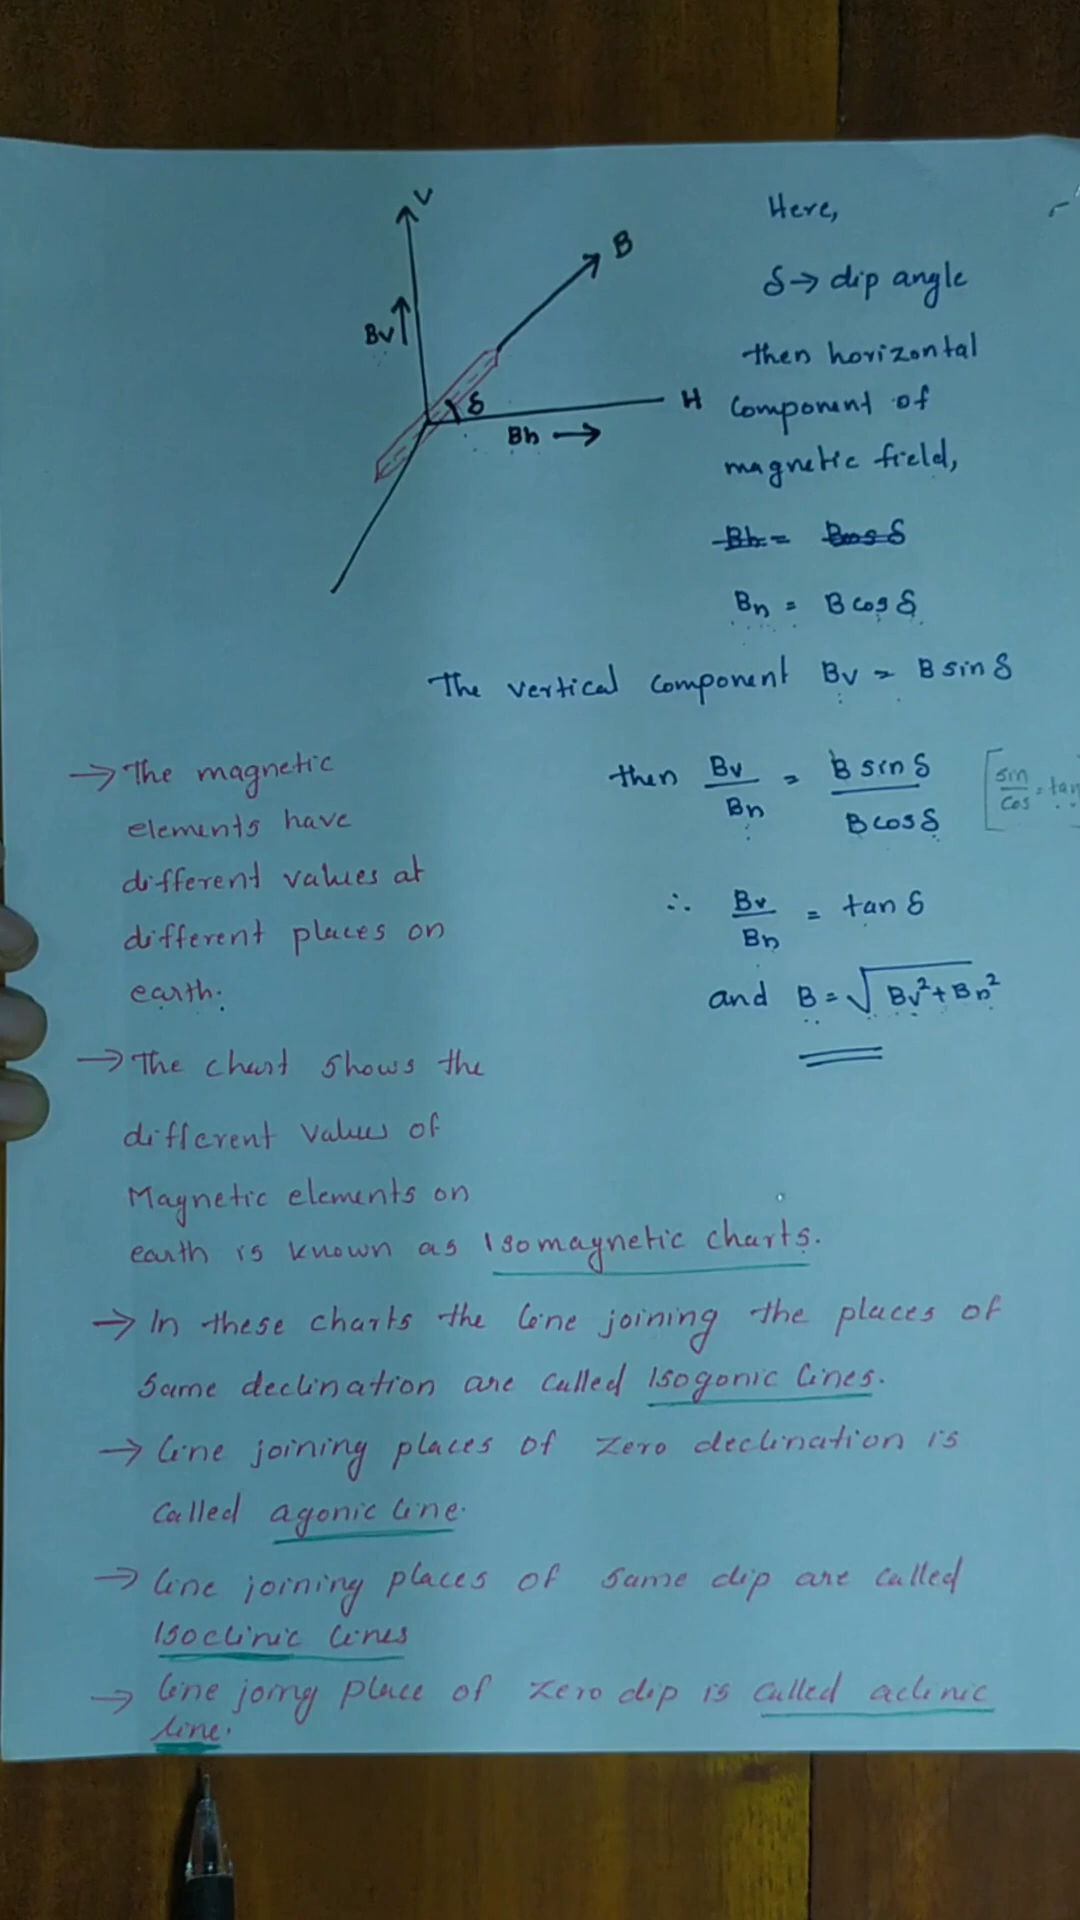 V
B
Bv
δ
H
Bh →
Here,
δ → dip angle
then horizontal
component of
magnetic field,
Bh = Bcos δ
Bh = B cos δ
The vertical component Bv = B sin δ
then Bv/Bh = B sin δ / B cos δ [sin/cos = tan
∴ Bv/Bh = tan δ
and B = √Bv²+Bh²
→ The magnetic
elements have
different values at
different places on
earth.
→ The chart shows the
different values of
Magnetic elements on
earth is known as Isomagnetic charts.
→ In these charts the line joining the places of
same declination are called Isogonic lines.
→ line joining places of zero declination is
called agonic line.
→ line joining places of same dip are called
Isoclinic lines
→ line joing place of zero dip is called aclinic
line.